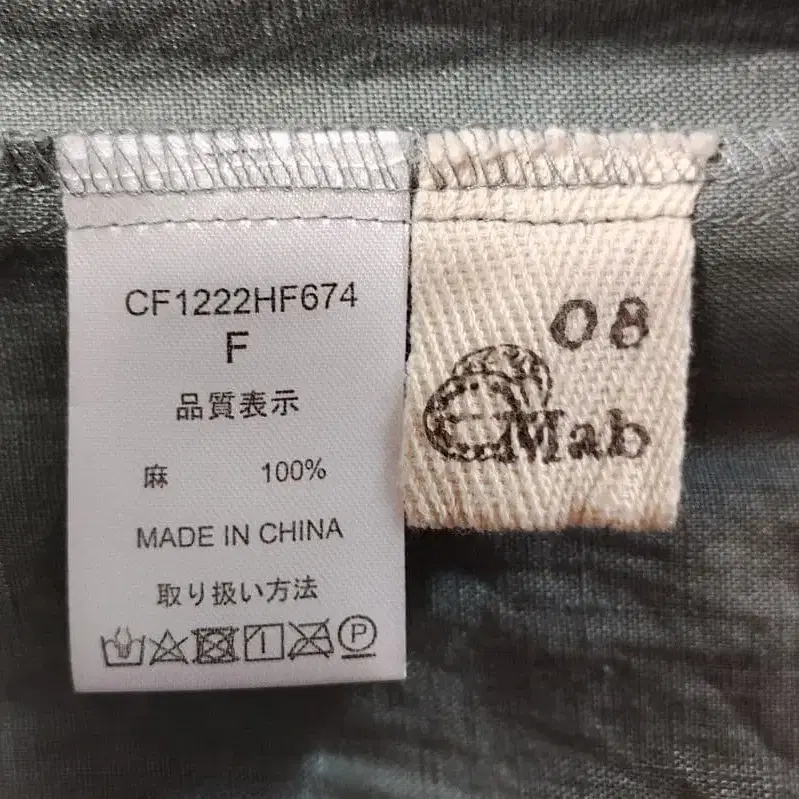 CF1222HF674
F
品質表示
麻 100%
MADE IN CHINA
取り扱い方法
P
08
Mab